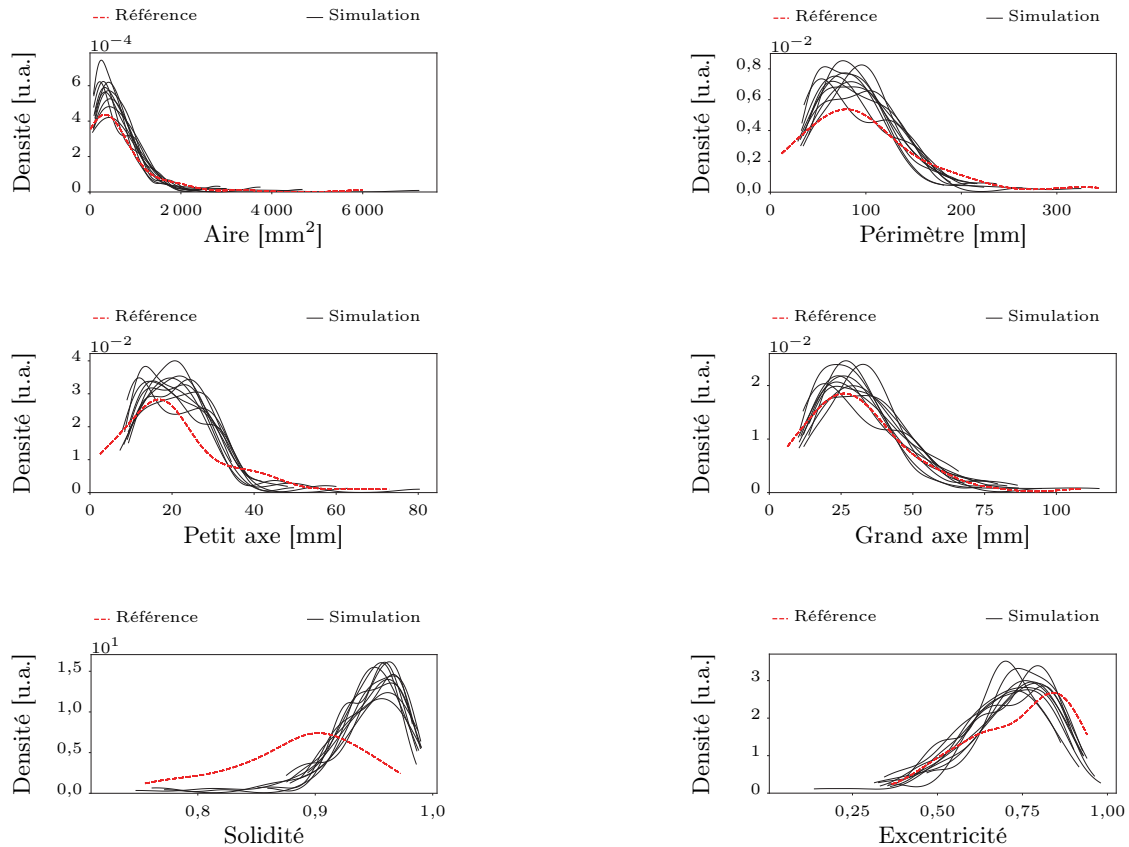 Référence Simulation
10−4
Densité [u.a.]
6
4
2
0
0 2 000 4 000 6 000
Aire [mm2]
Référence Simulation
10−2
Densité [u.a.]
0,8
0,6
0,4
0,2
0,0
0 100 200 300
Périmètre [mm]
Référence Simulation
10−2
Densité [u.a.]
4
3
2
1
0
0 20 40 60 80
Petit axe [mm]
Référence Simulation
10−2
Densité [u.a.]
2
1
0
0 25 50 75 100
Grand axe [mm]
Référence Simulation
101
Densité [u.a.]
1,5
1,0
0,5
0,0
0,8 0,9 1,0
Solidité
Référence Simulation
Densité [u.a.]
3
2
1
0
0,25 0,50 0,75 1,00
Excentricité